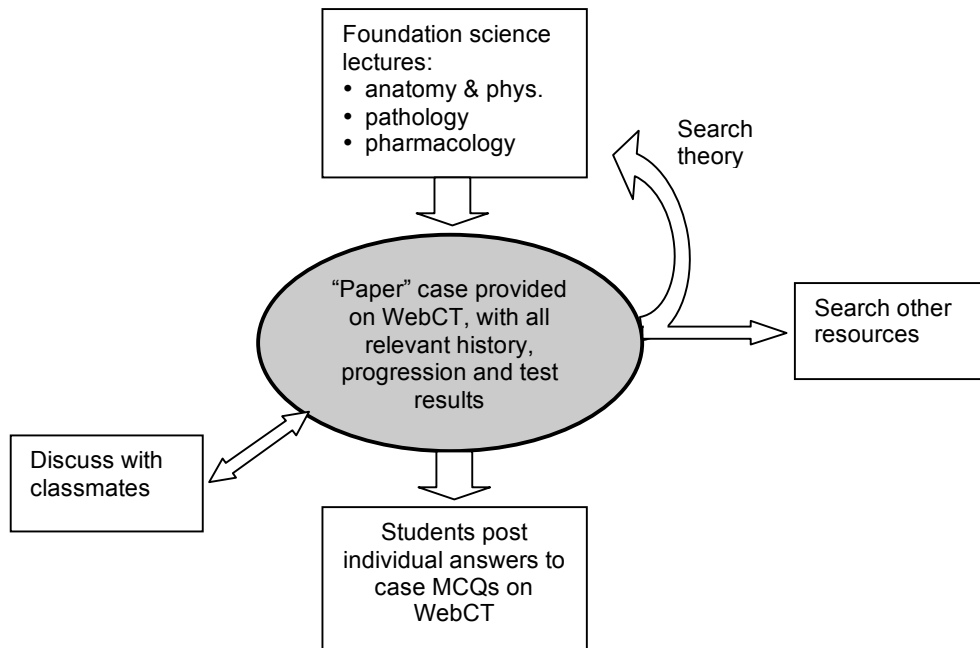 Foundation science
lectures:
• anatomy & phys.
• pathology
• pharmacology
Search
theory
“Paper” case provided
on WebCT, with all
relevant history,
progression and test
results
Search other
resources
Discuss with
classmates
Students post
individual answers to
case MCQs on
WebCT